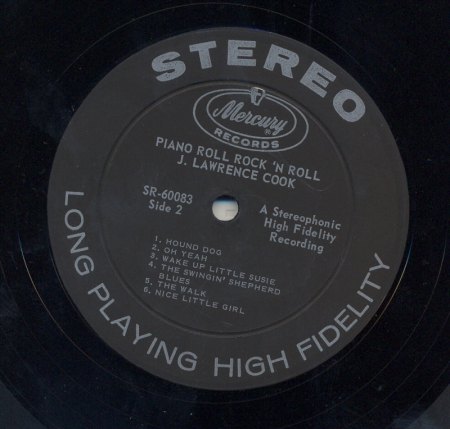 STEREO
Mercury
RECORDS
PIANO ROLL ROCK 'N ROLL
J. LAWRENCE COOK
SR-60083
Side 2
A Stereophonic
High Fidelity
Recording
1. HOUND DOG
2. OH YEAH
3. WAKE UP LITTLE SUSIE
4. THE SWINGIN' SHEPHERD
BLUES
5. THE WALK
6. NICE LITTLE GIRL
LONG PLAYING HIGH FIDELITY